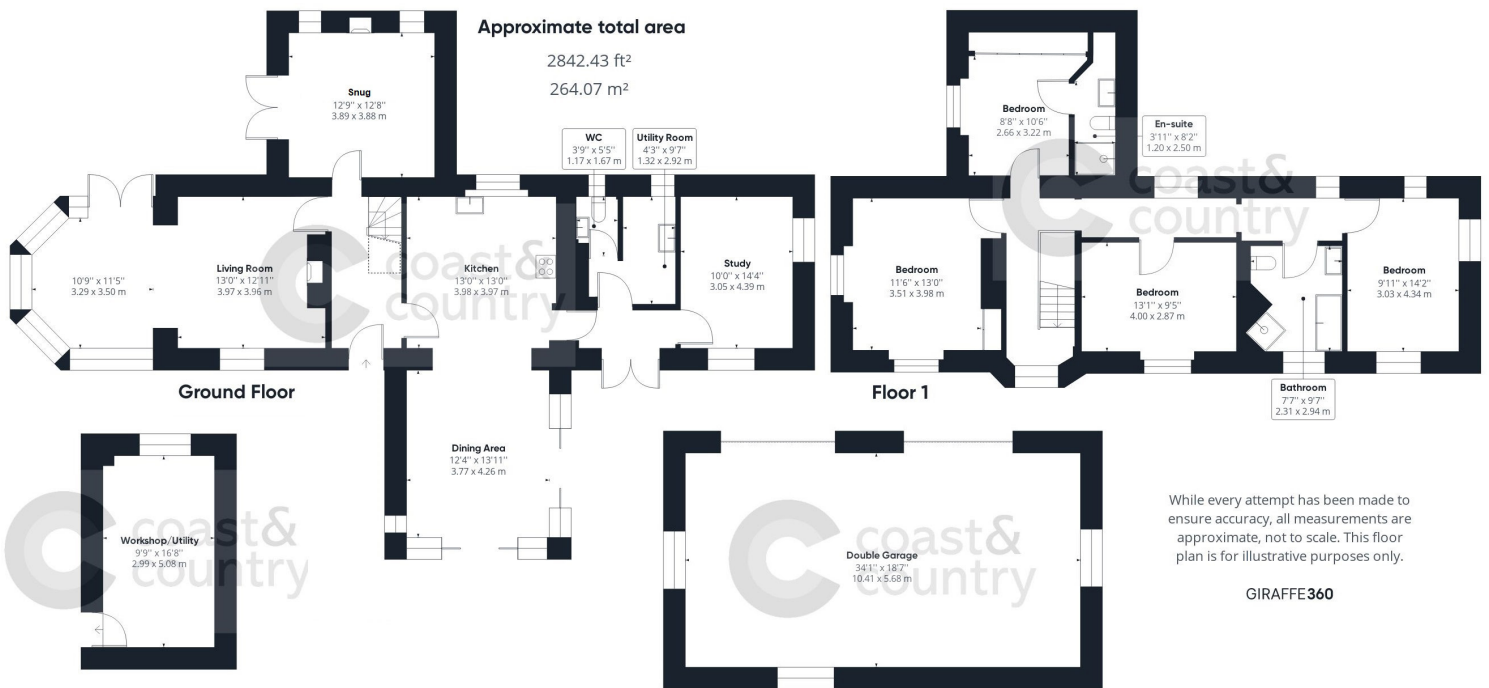 Approximate total area
2842.43 ft²
264.07 m²
Snug
12'9" x 12'8"
3.89 x 3.88 m
WC
3'9" x 5'5"
1.17 x 1.67 m
Utility Room
4'3" x 9'7"
1.32 x 2.92 m
10'9" x 11'5"
3.29 x 3.50 m
Living Room
13'0" x 12'11"
3.97 x 3.96 m
Kitchen
13'0" x 13'0"
3.98 x 3.97 m
Study
10'0" x 14'4"
3.05 x 4.39 m
coast&
country
Ground Floor
Dining Area
12'4" x 13'11"
3.77 x 4.26 m
Bedroom
8'8" x 10'6"
2.66 x 3.22 m
En-suite
3'11" x 8'2"
1.20 x 2.50 m
coast&
country
Bedroom
11'6" x 13'0"
3.51 x 3.98 m
Bedroom
13'1" x 9'5"
4.00 x 2.87 m
Bedroom
9'11" x 14'2"
3.03 x 4.34 m
Bathroom
7'7" x 9'7"
2.31 x 2.94 m
Floor 1
Workshop/Utility
9'9" x 16'8"
2.99 x 5.08 m
coast&
country
Double Garage
34'1" x 18'7"
10.41 x 5.68 m
coast&
country
While every attempt has been made to
ensure accuracy, all measurements are
approximate, not to scale. This floor
plan is for illustrative purposes only.
GIRAFFE360